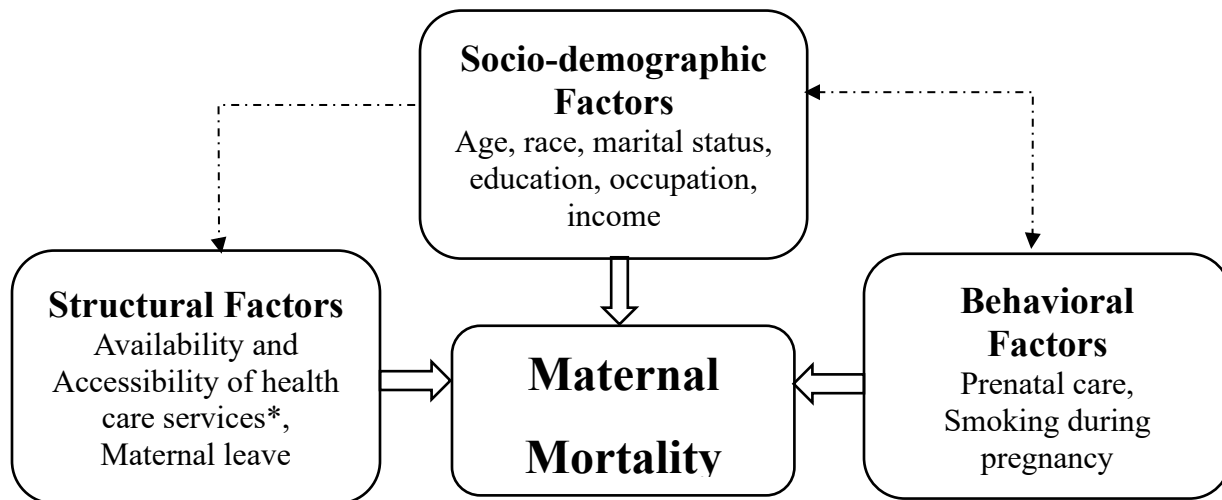 Socio-demographic
Factors
Age, race, marital status,
education, occupation,
income
Structural Factors
Availability and
Accessibility of health
care services*,
Maternal leave
Maternal
Mortality
Behavioral
Factors
Prenatal care,
Smoking during
pregnancy